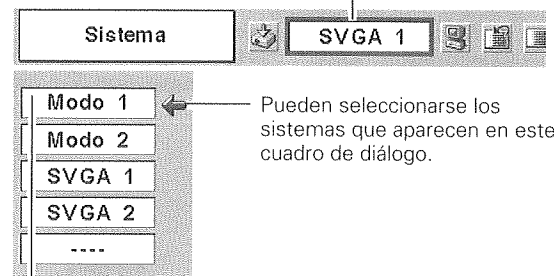 Sistema
SVGA 1
Modo 1
Modo 2
SVGA 1
SVGA 2
----
Pueden seleccionarse los
sistemas que aparecen en este
cuadro de diálogo.